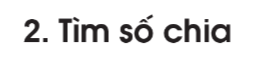 2. Tìm số chia